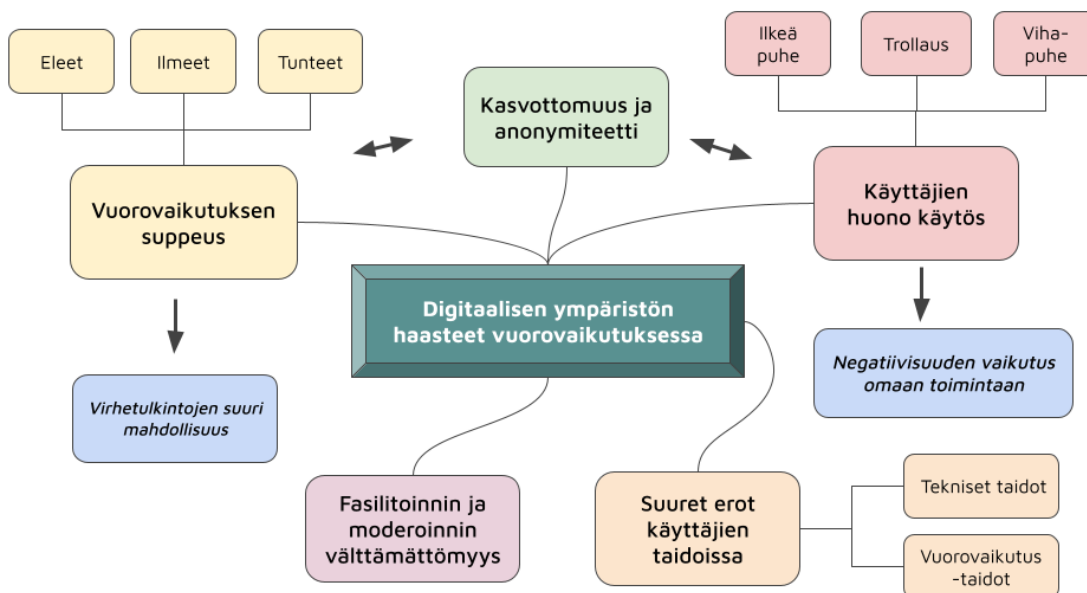 Eleet
Ilmeet
Tunteet
Ilkeä
puhe
Trollaus
Viha-
puhe
Kasvottomuus ja
anonymiteetti
Vuorovaikutuksen
suppeus
Käyttäjien
huono käytös
Digitaalisen ympäristön
haasteet vuorovaikutuksessa
Virhetulkintojen suuri
mahdollisuus
Negatiivisuuden vaikutus
omaan toimintaan
Fasilitoinnin ja
moderoinnin
välttämättömyys
Suuret erot
käyttäjien
taidoissa
Tekniset taidot
Vuorovaikutus
-taidot